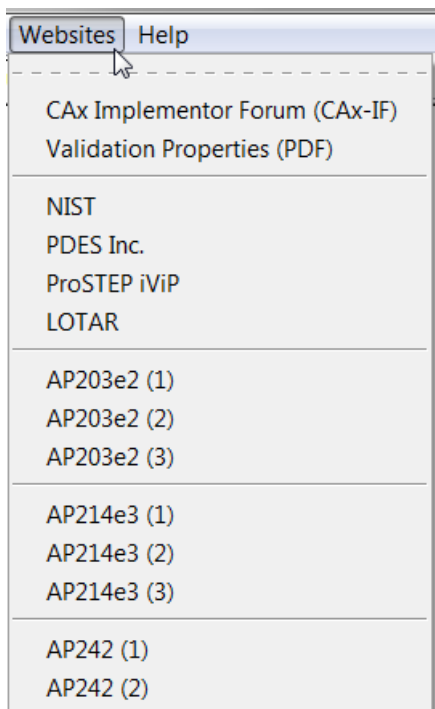 Websites Help
CAx Implementor Forum (CAx-IF)
Validation Properties (PDF)
NIST
PDES Inc.
ProSTEP iViP
LOTAR
AP203e2 (1)
AP203e2 (2)
AP203e2 (3)
AP214e3 (1)
AP214e3 (2)
AP214e3 (3)
AP242 (1)
AP242 (2)